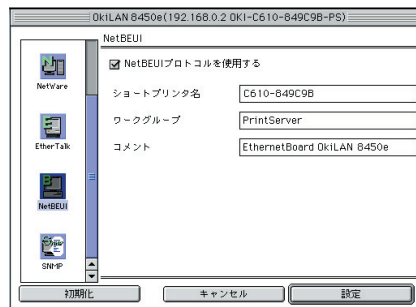 OkiLAN 8450e(192.168.0.2 OKI-C610-849C9B-PS)
NetBEUI
NetWare
EtherTalk
NetBEUI
SNMP
NetBEUIプロトコルを使用する
ショートプリンタ名 C610-849C9B
ワークグループ PrintServer
コメント EthernetBoard OkiLAN 8450e
初期化 キャンセル 設定